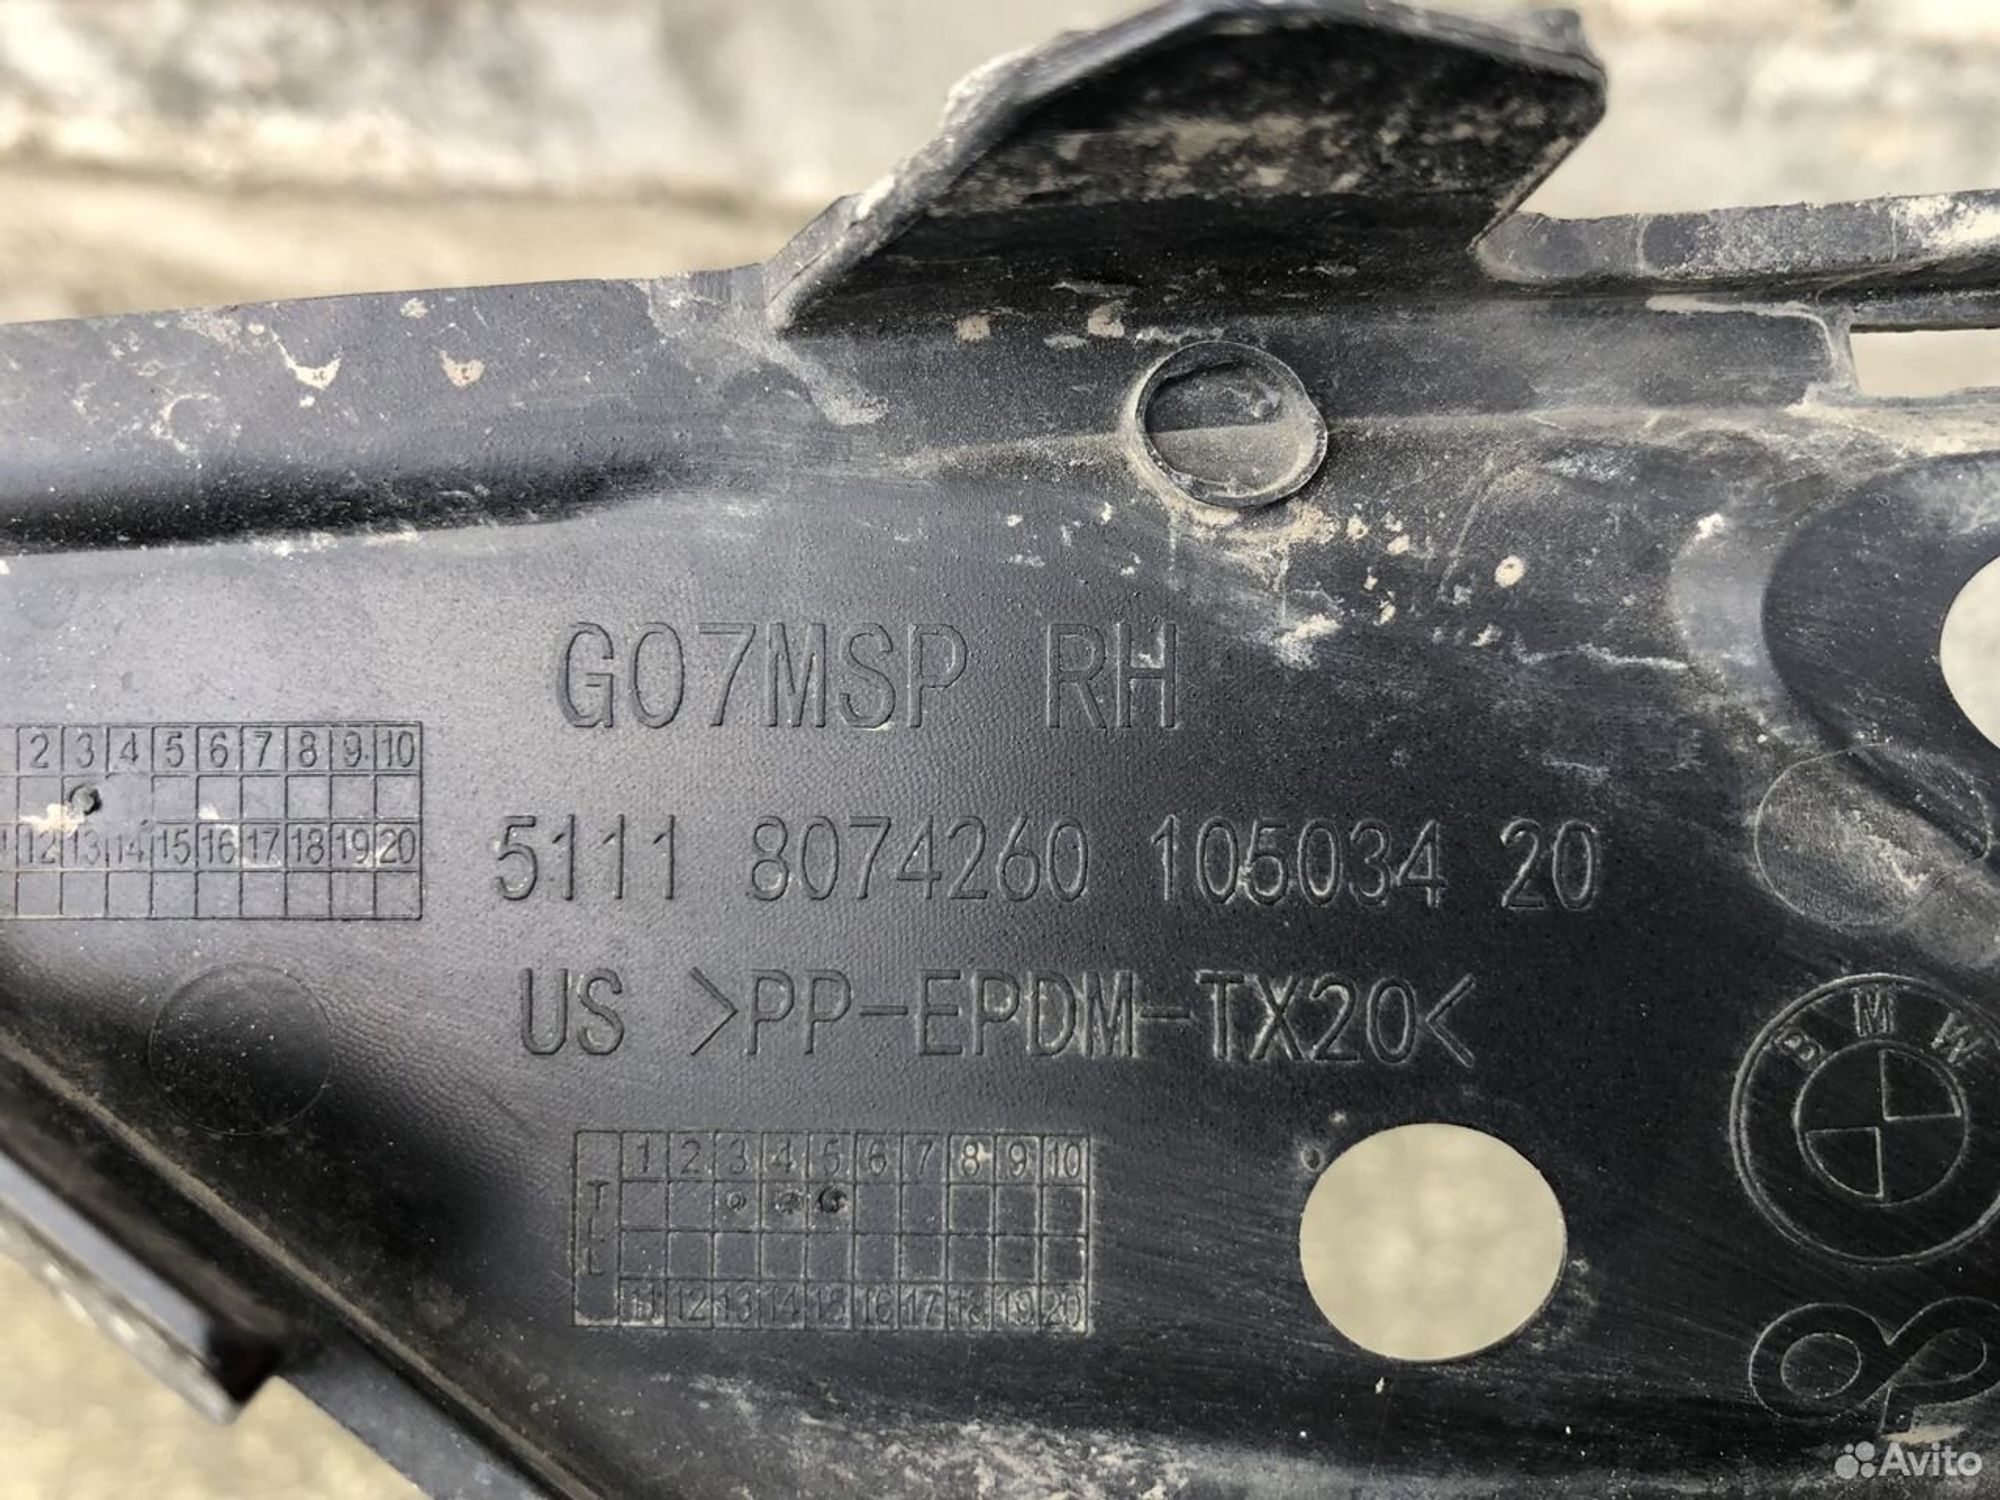 G07MSP RH
2 3 4 5 6 7 8 9 10
12 13 14 15 16 17 18 19 20
5111 8074260 105034 20
US >PP-EPDM-TX20<
1 2 3 4 5 6 7 8 9 10
11 12 13 14 15 16 17 18 19 20
BMW
Avito